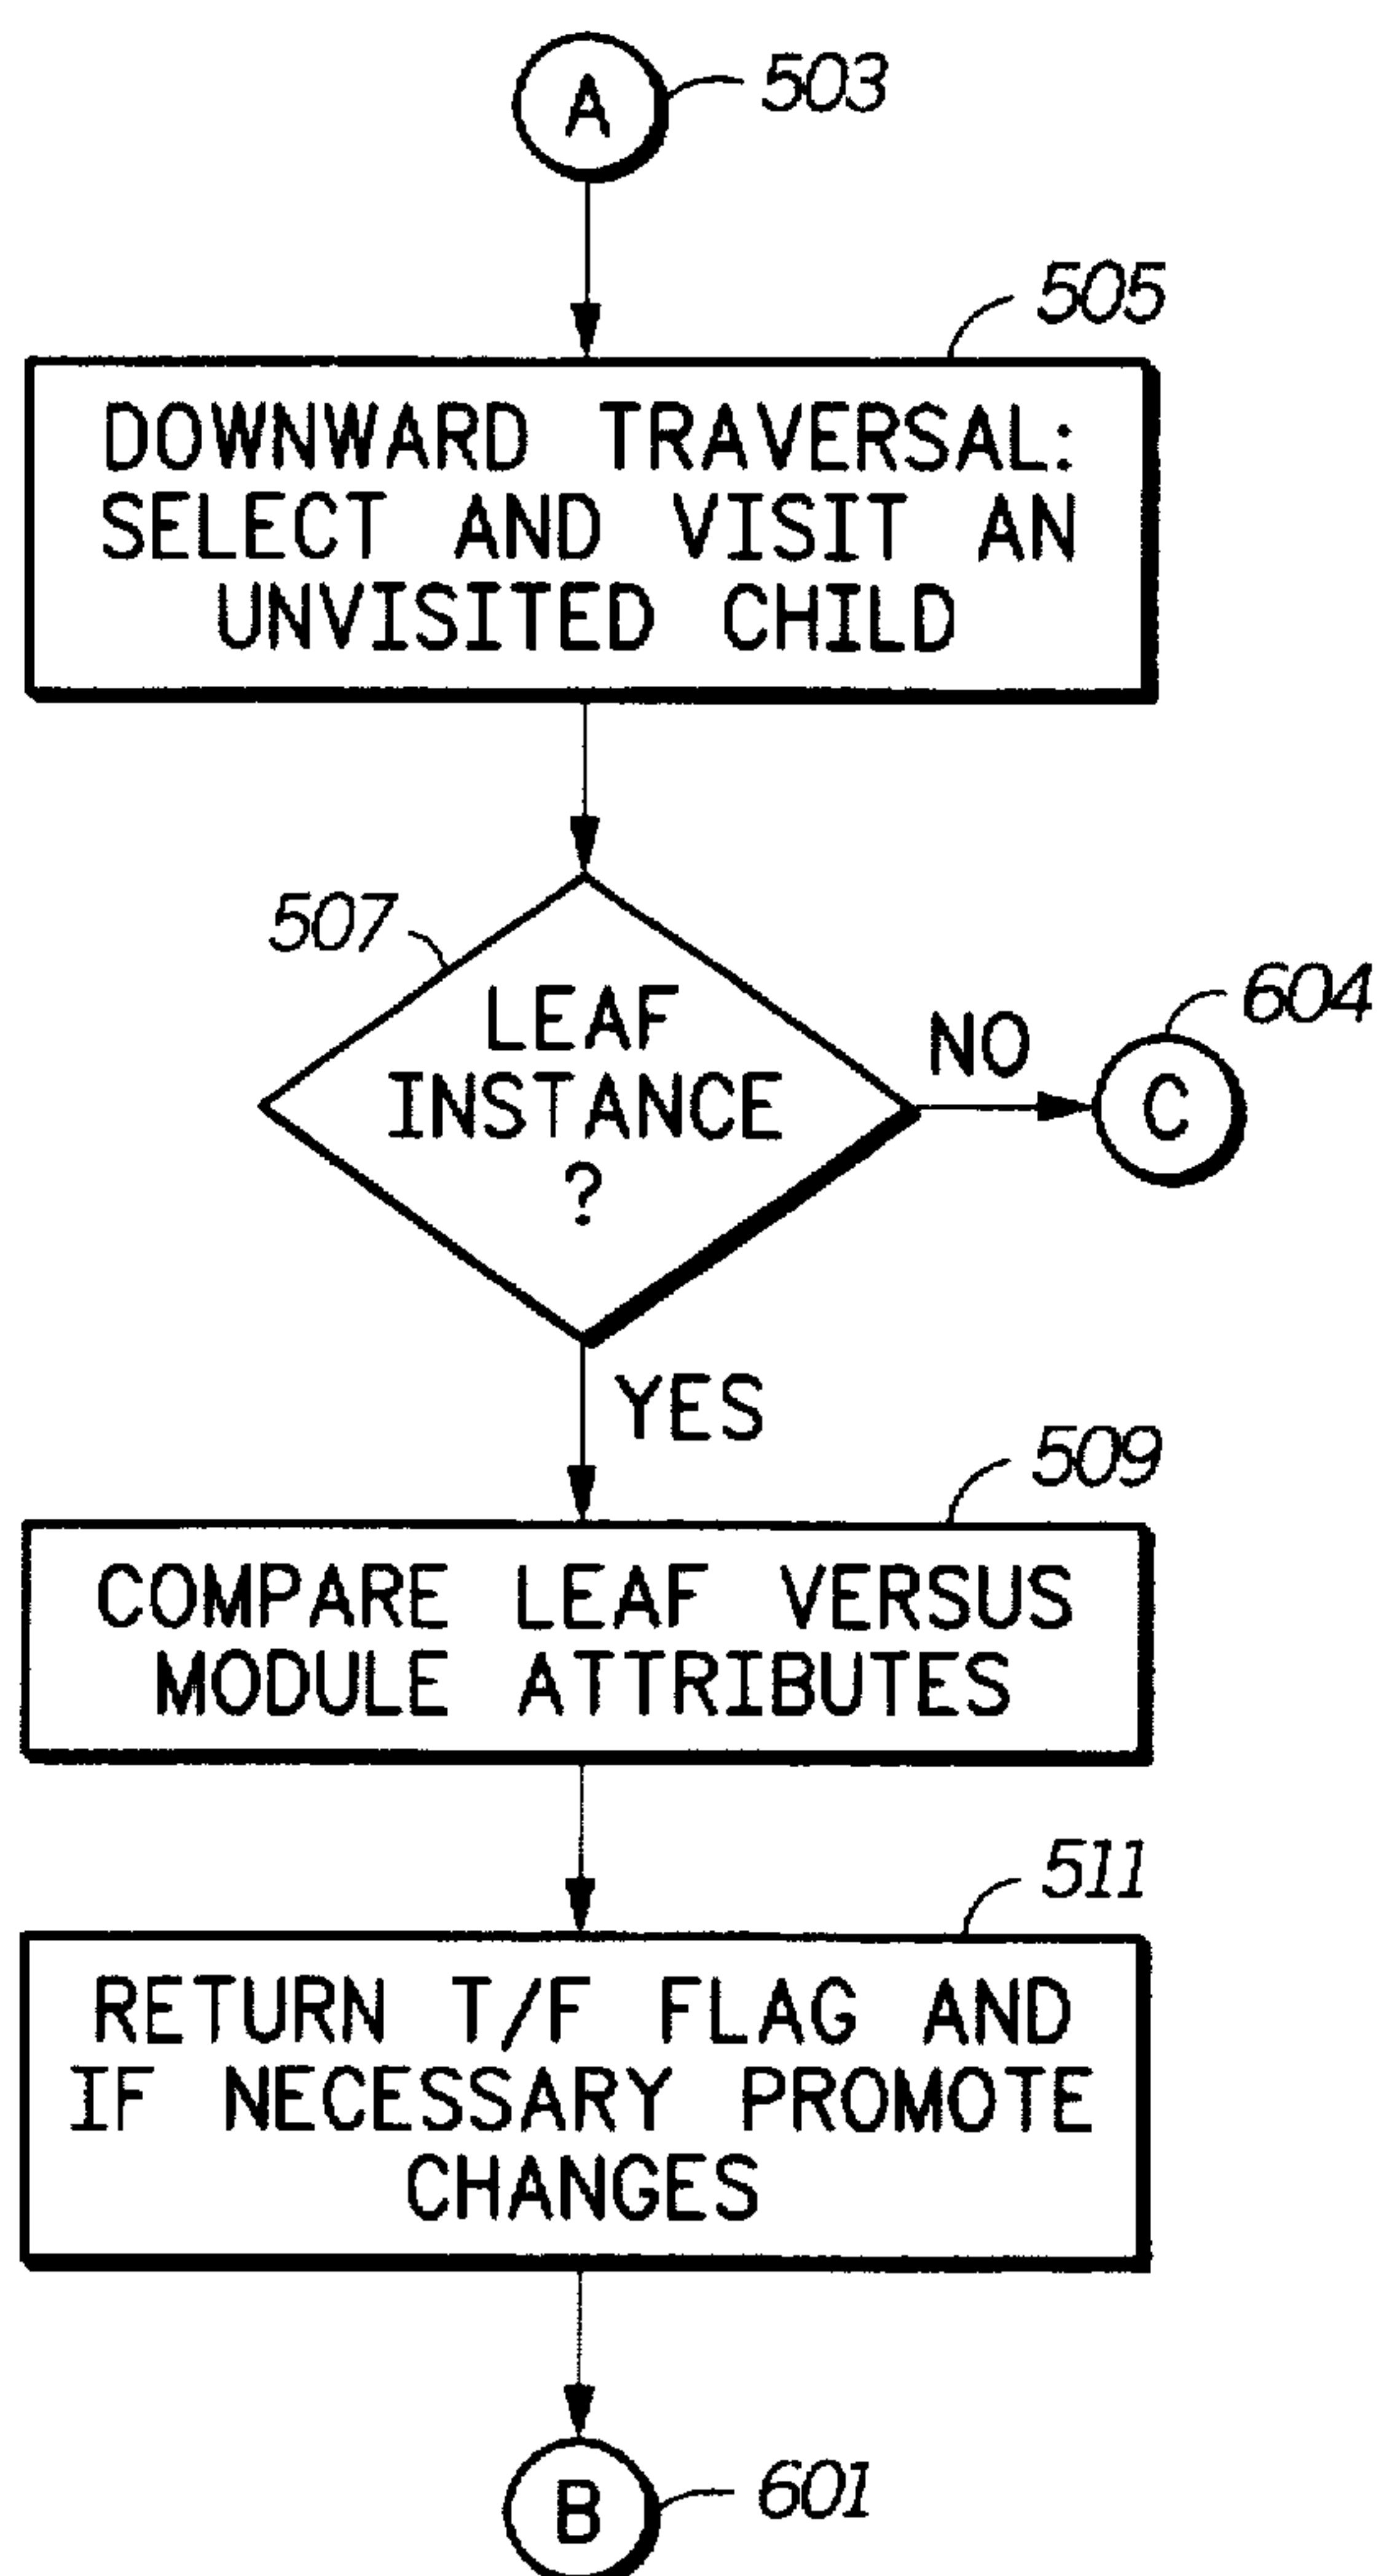 A
503
505
DOWNWARD TRAVERSAL:
SELECT AND VISIT AN
UNVISITED CHILD
507
LEAF
INSTANCE
?
NO
604
C
YES
509
COMPARE LEAF VERSUS
MODULE ATTRIBUTES
511
RETURN T/F FLAG AND
IF NECESSARY PROMOTE
CHANGES
B
601